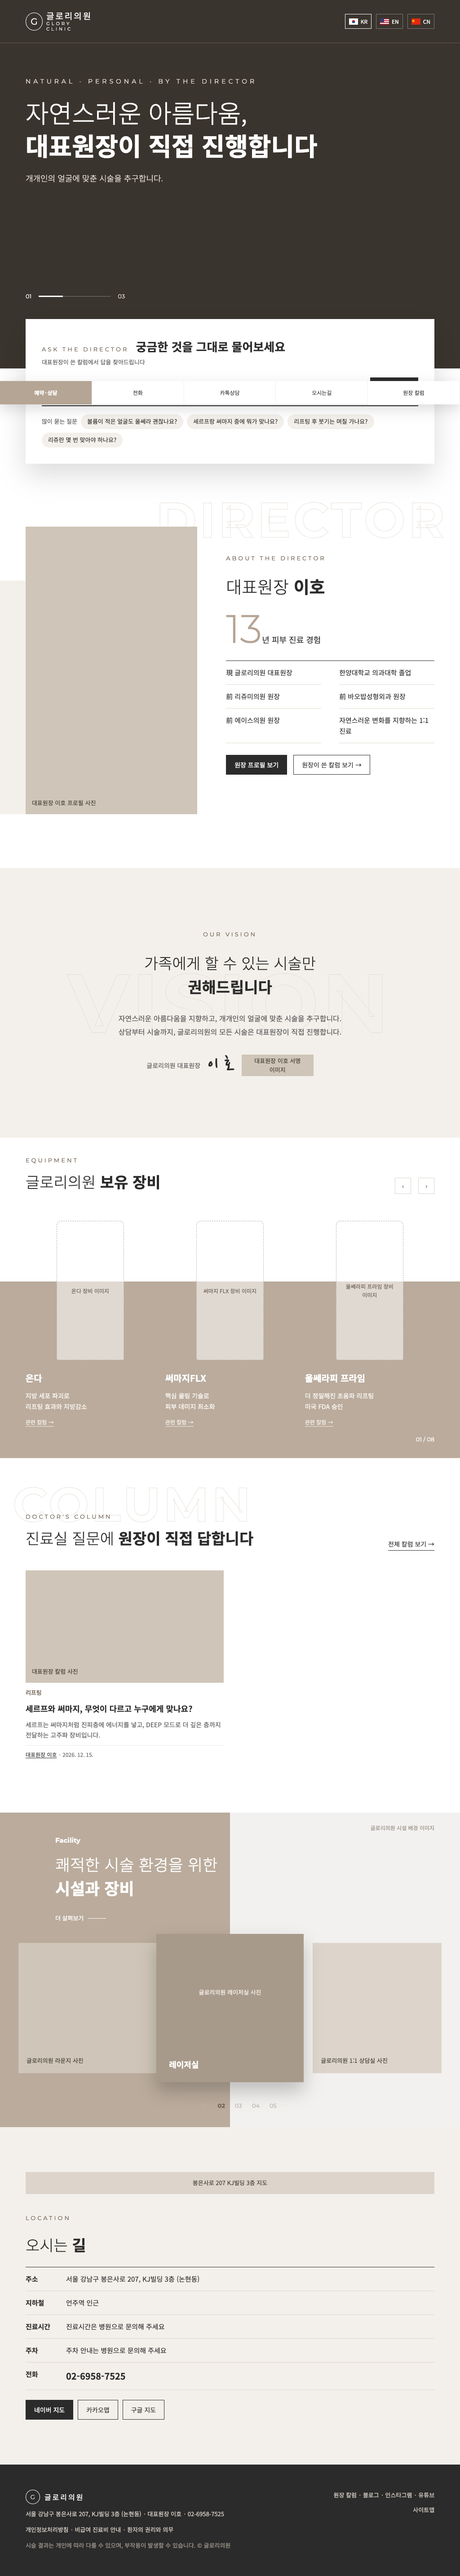 G 글로리의원
GLORY
CLINIC
KR
EN
CN
NATURAL · PERSONAL · BY THE DIRECTOR
자연스러운 아름다움,
대표원장이 직접 진행합니다
개개인의 얼굴에 맞춘 시술을 추구합니다.
01 03
ASK THE DIRECTOR 궁금한 것을 그대로 물어보세요
대표원장이 쓴 칼럼에서 답을 찾아드립니다
예약·상담
전화
카톡상담
오시는길
원장 칼럼
많이 묻는 질문
볼륨이 적은 얼굴도 울쎄라 괜찮나요?
세르프랑 써마지 중에 뭐가 맞나요?
리프팅 후 붓기는 며칠 가나요?
리쥬란 몇 번 맞아야 하나요?
DIRECTOR
ABOUT THE DIRECTOR
대표원장 이호
13년 피부 진료 경험
現 글로리의원 대표원장
한양대학교 의과대학 졸업
前 리쥬미의원 원장
前 바오밥성형외과 원장
前 에이스의원 원장
자연스러운 변화를 지향하는 1:1
진료
원장 프로필 보기
원장이 쓴 칼럼 보기 →
대표원장 이호 프로필 사진
OUR VISION
VISION
가족에게 할 수 있는 시술만
권해드립니다
자연스러운 아름다움을 지향하고, 개개인의 얼굴에 맞춘 시술을 추구합니다.
상담부터 시술까지, 글로리의원의 모든 시술은 대표원장이 직접 진행합니다.
글로리의원 대표원장 이호
대표원장 이호 서명
이미지
EQUIPMENT
글로리의원 보유 장비
‹ ›
온다 장비 이미지
써마지 FLX 장비 이미지
울쎄라피 프라임 장비
이미지
온다
지방 세포 파괴로
리프팅 효과와 지방감소
관련 칼럼 →
써마지FLX
핵심 쿨링 기술로
피부 데미지 최소화
관련 칼럼 →
울쎄라피 프라임
더 정밀해진 초음파 리프팅
미국 FDA 승인
관련 칼럼 →
01 / 08
COLUMN
DOCTOR'S COLUMN
진료실 질문에 원장이 직접 답합니다
전체 칼럼 보기 →
대표원장 칼럼 사진
리프팅
세르프와 써마지, 무엇이 다르고 누구에게 맞나요?
세르프는 써마지처럼 진피층에 에너지를 넣고, DEEP 모드로 더 깊은 층까지
전달하는 고주파 장비입니다.
대표원장 이호 · 2026. 12. 15.
글로리의원 시설 배경 이미지
Facility
쾌적한 시술 환경을 위한
시설과 장비
더 살펴보기
글로리의원 라운지 사진
글로리의원 레이저실 사진
레이저실
글로리의원 1:1 상담실 사진
02 03 04 05
봉은사로 207 KJ빌딩 3층 지도
LOCATION
오시는 길
주소 서울 강남구 봉은사로 207, KJ빌딩 3층 (논현동)
지하철 언주역 인근
진료시간 진료시간은 병원으로 문의해 주세요
주차 주차 안내는 병원으로 문의해 주세요
전화 02-6958-7525
네이버 지도
카카오맵
구글 지도
G 글로리의원
서울 강남구 봉은사로 207, KJ빌딩 3층 (논현동) · 대표원장 이호 · 02-6958-7525
개인정보처리방침 · 비급여 진료비 안내 · 환자의 권리와 의무
시술 결과는 개인에 따라 다를 수 있으며, 부작용이 발생할 수 있습니다. © 글로리의원
원장 칼럼 · 블로그 · 인스타그램 · 유튜브
사이트맵